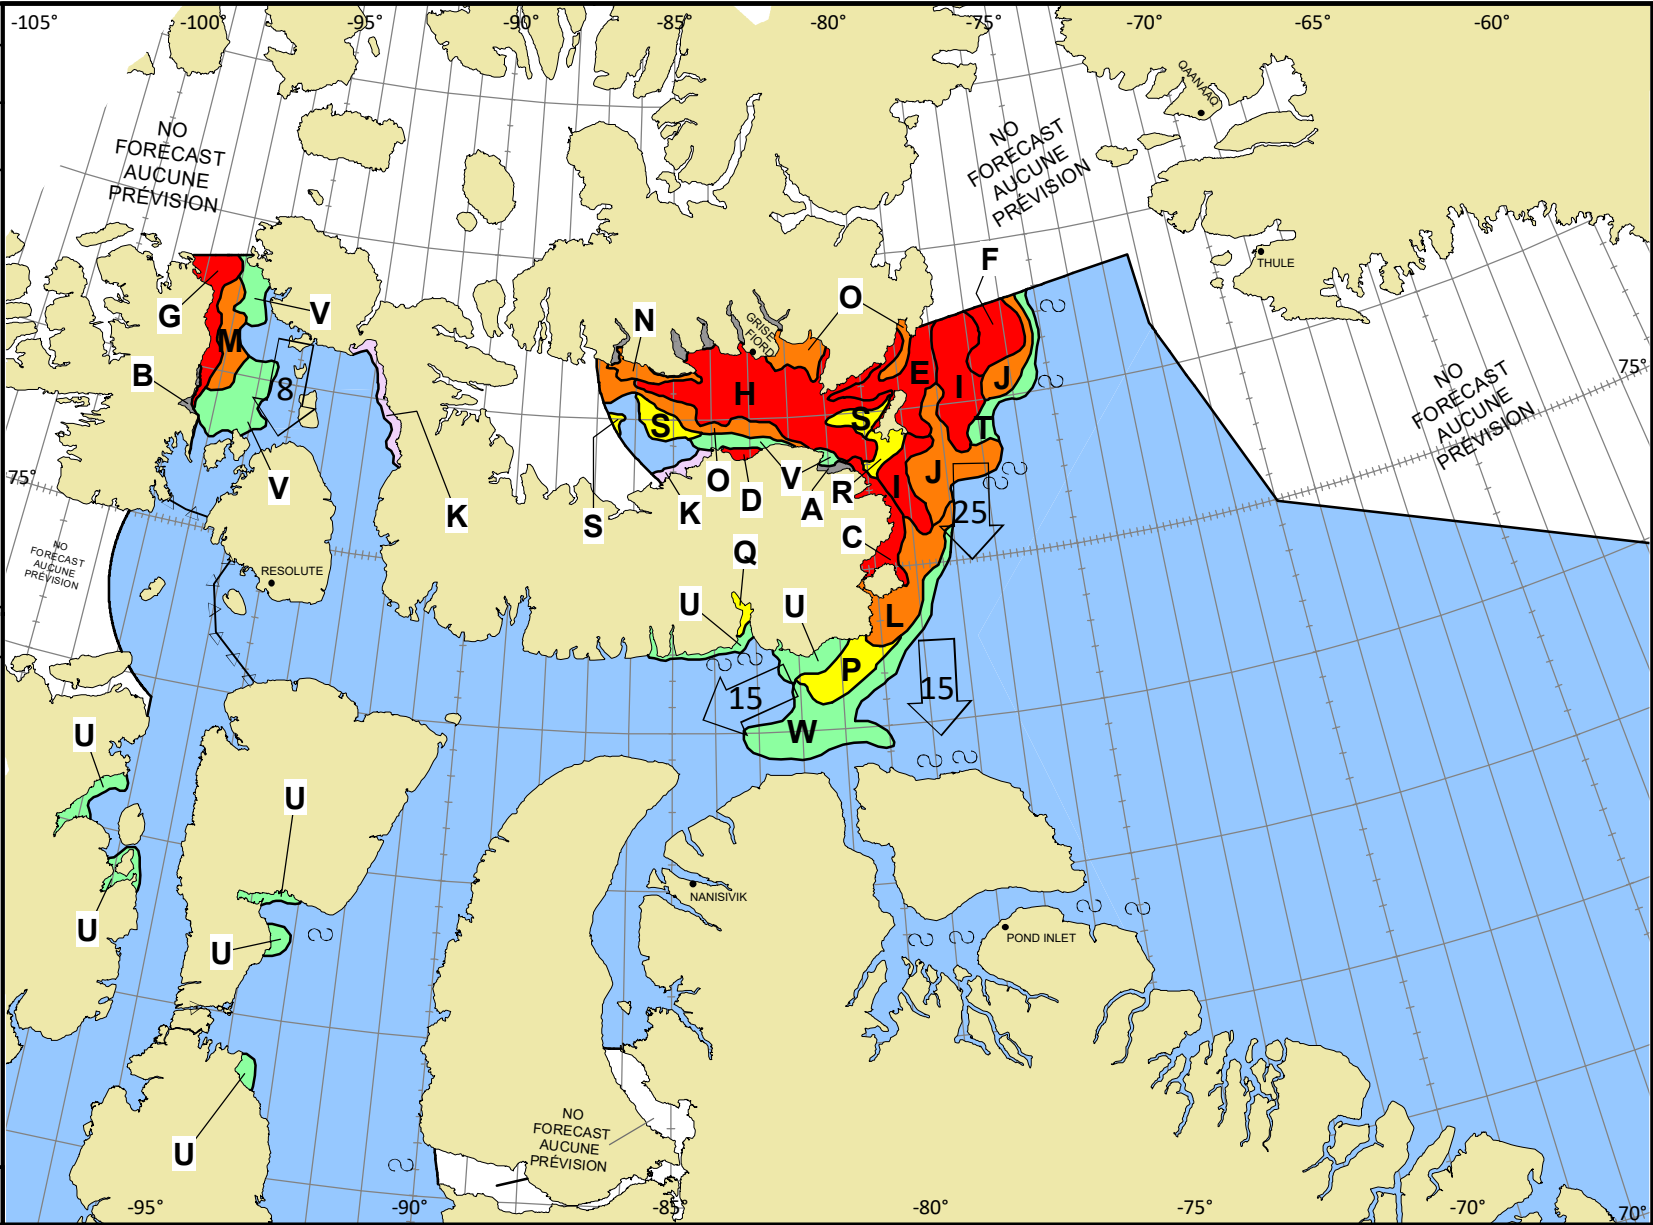 -105° -100° -95° -90° -85° -80° -75° -70° -65° -60°
QAANAAQ
NO
FORECAST
AUCUNE
PRÉVISION
NO
FORECAST
AUCUNE
PRÉVISION
F
THULE
G
V
N
O
M
GRISE
FIORD
B
8
H
E
I
J
NO
FORECAST
AUCUNE
PRÉVISION
75°
S
S
T
75°
V
K
S
K
O
D
V
A
R
I
J
25
C
NO
FORECAST
AUCUNE
PRÉVISION
RESOLUTE
Q
U
U
L
P
15
15
W
U
U
NANISIVIK
U
U
POND INLET
U
NO
FORECAST
AUCUNE
PRÉVISION
-95° -90° -85° -80° -75° -70° 70°